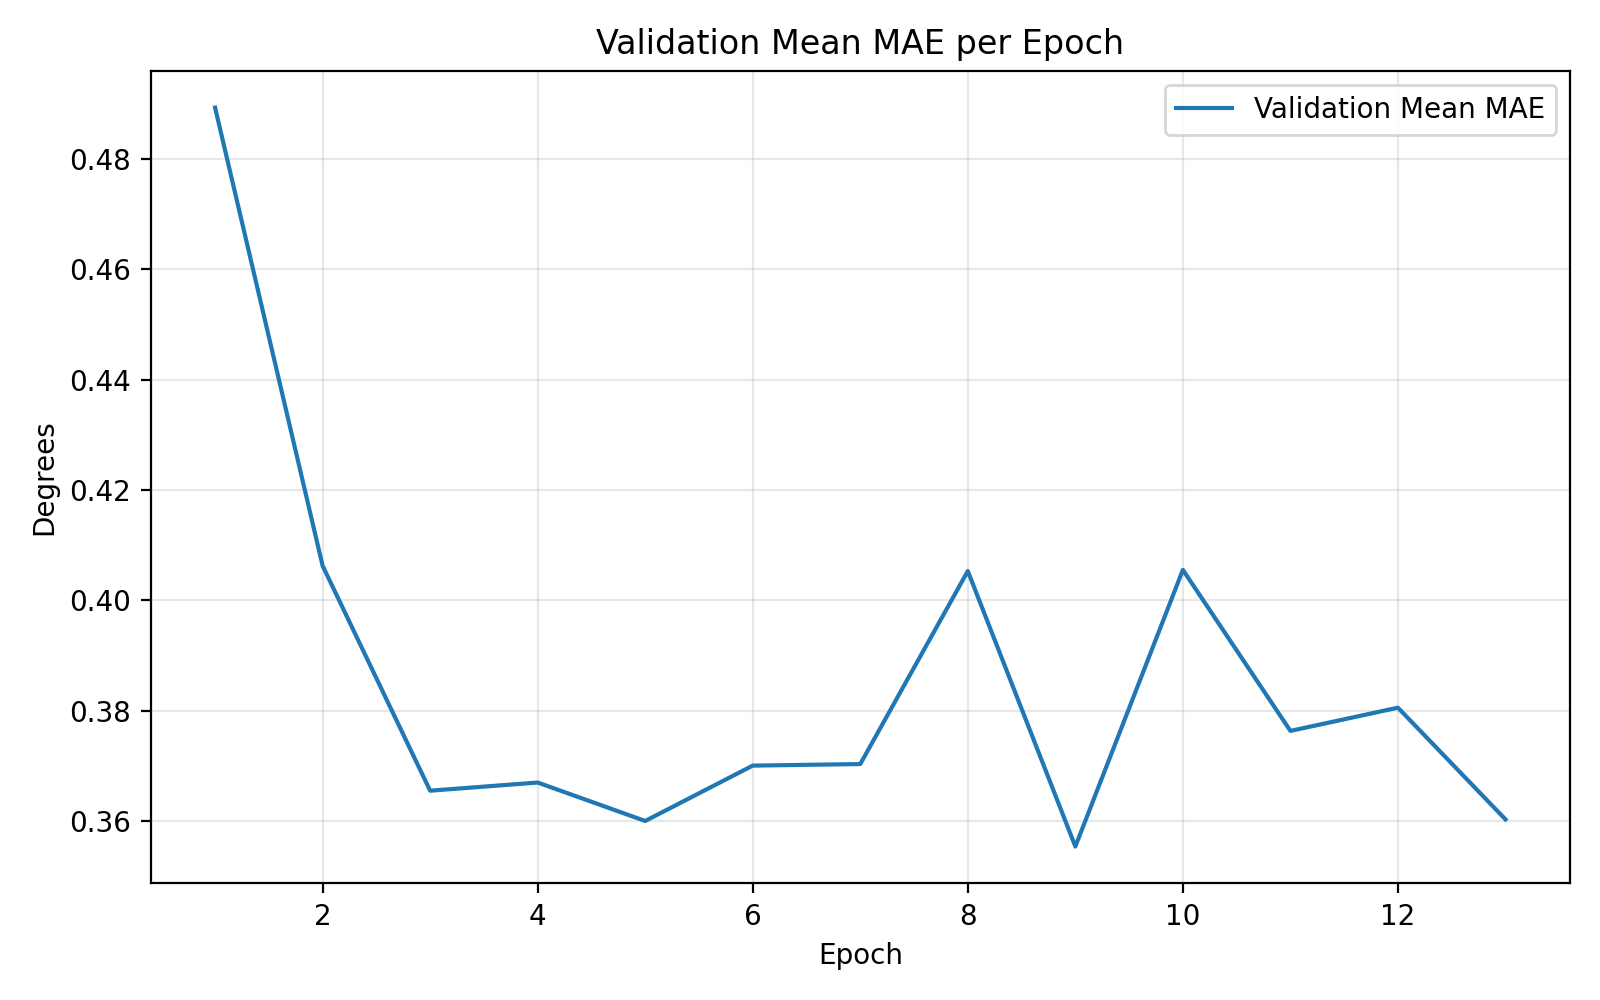 Validation Mean MAE per Epoch
Validation Mean MAE
0.48
0.46
0.44
0.42
0.40
0.38
0.36
Degrees
2 4 6 8 10 12
Epoch